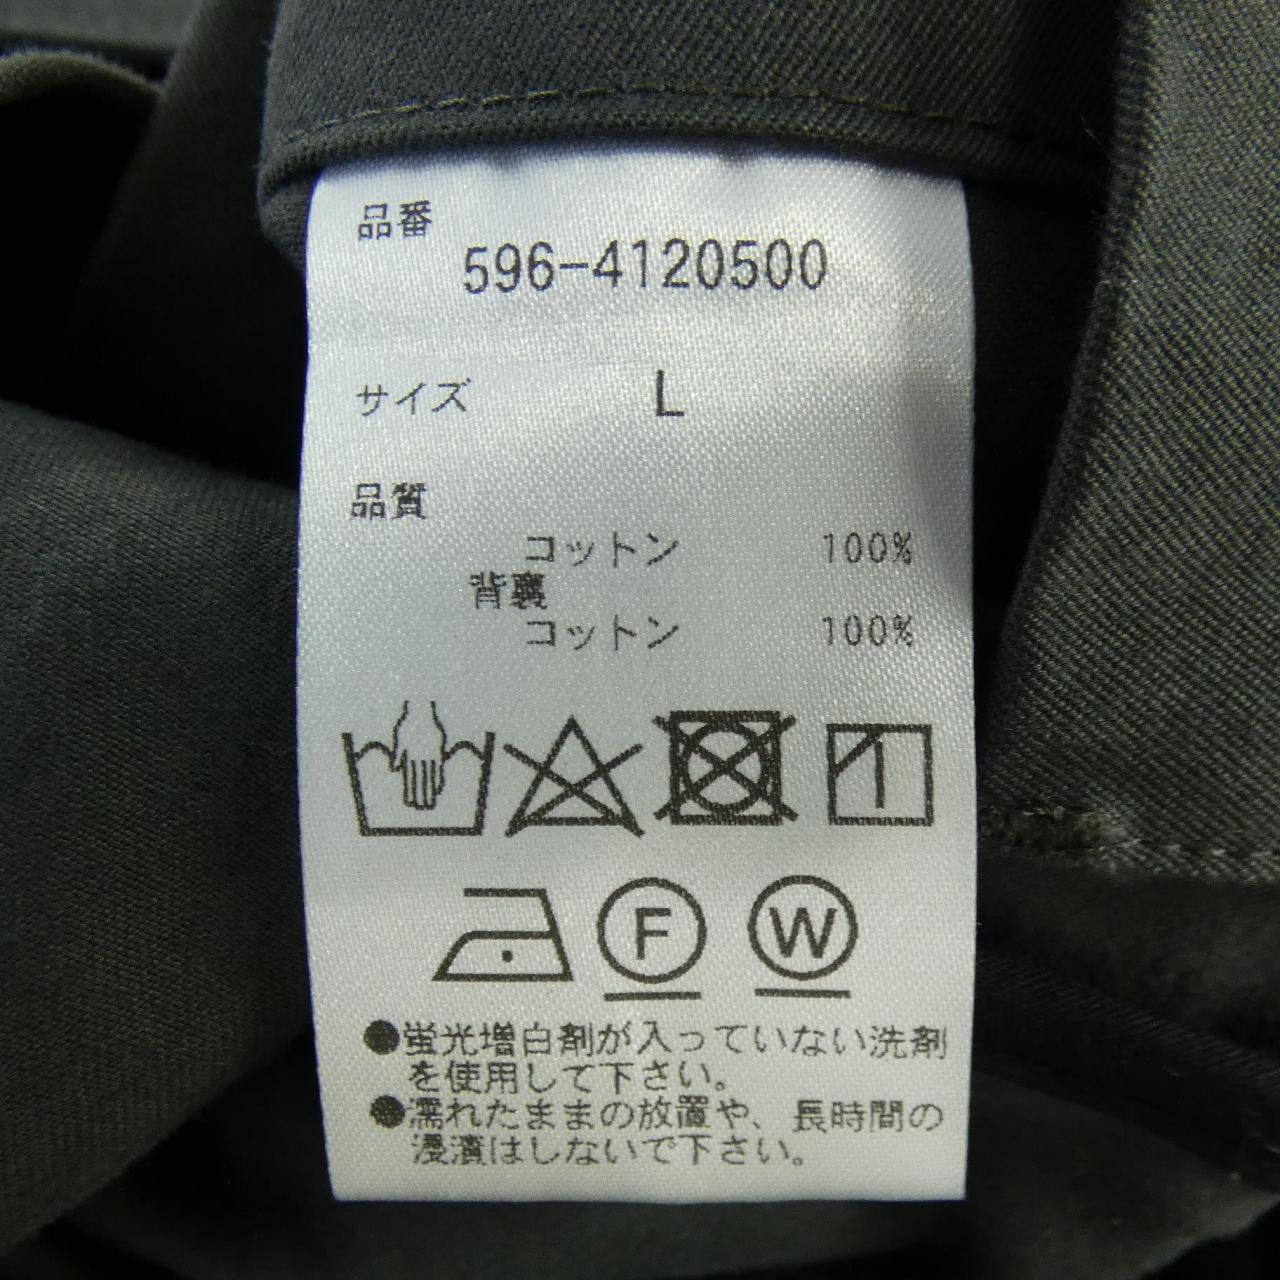 品番
596-4120500
サイズ L
品質
コットン 100%
背裏
コットン 100%
F W
●蛍光増白剤が入っていない洗剤
を使用して下さい。
●濡れたままの放置や、長時間の
浸漬はしないで下さい。